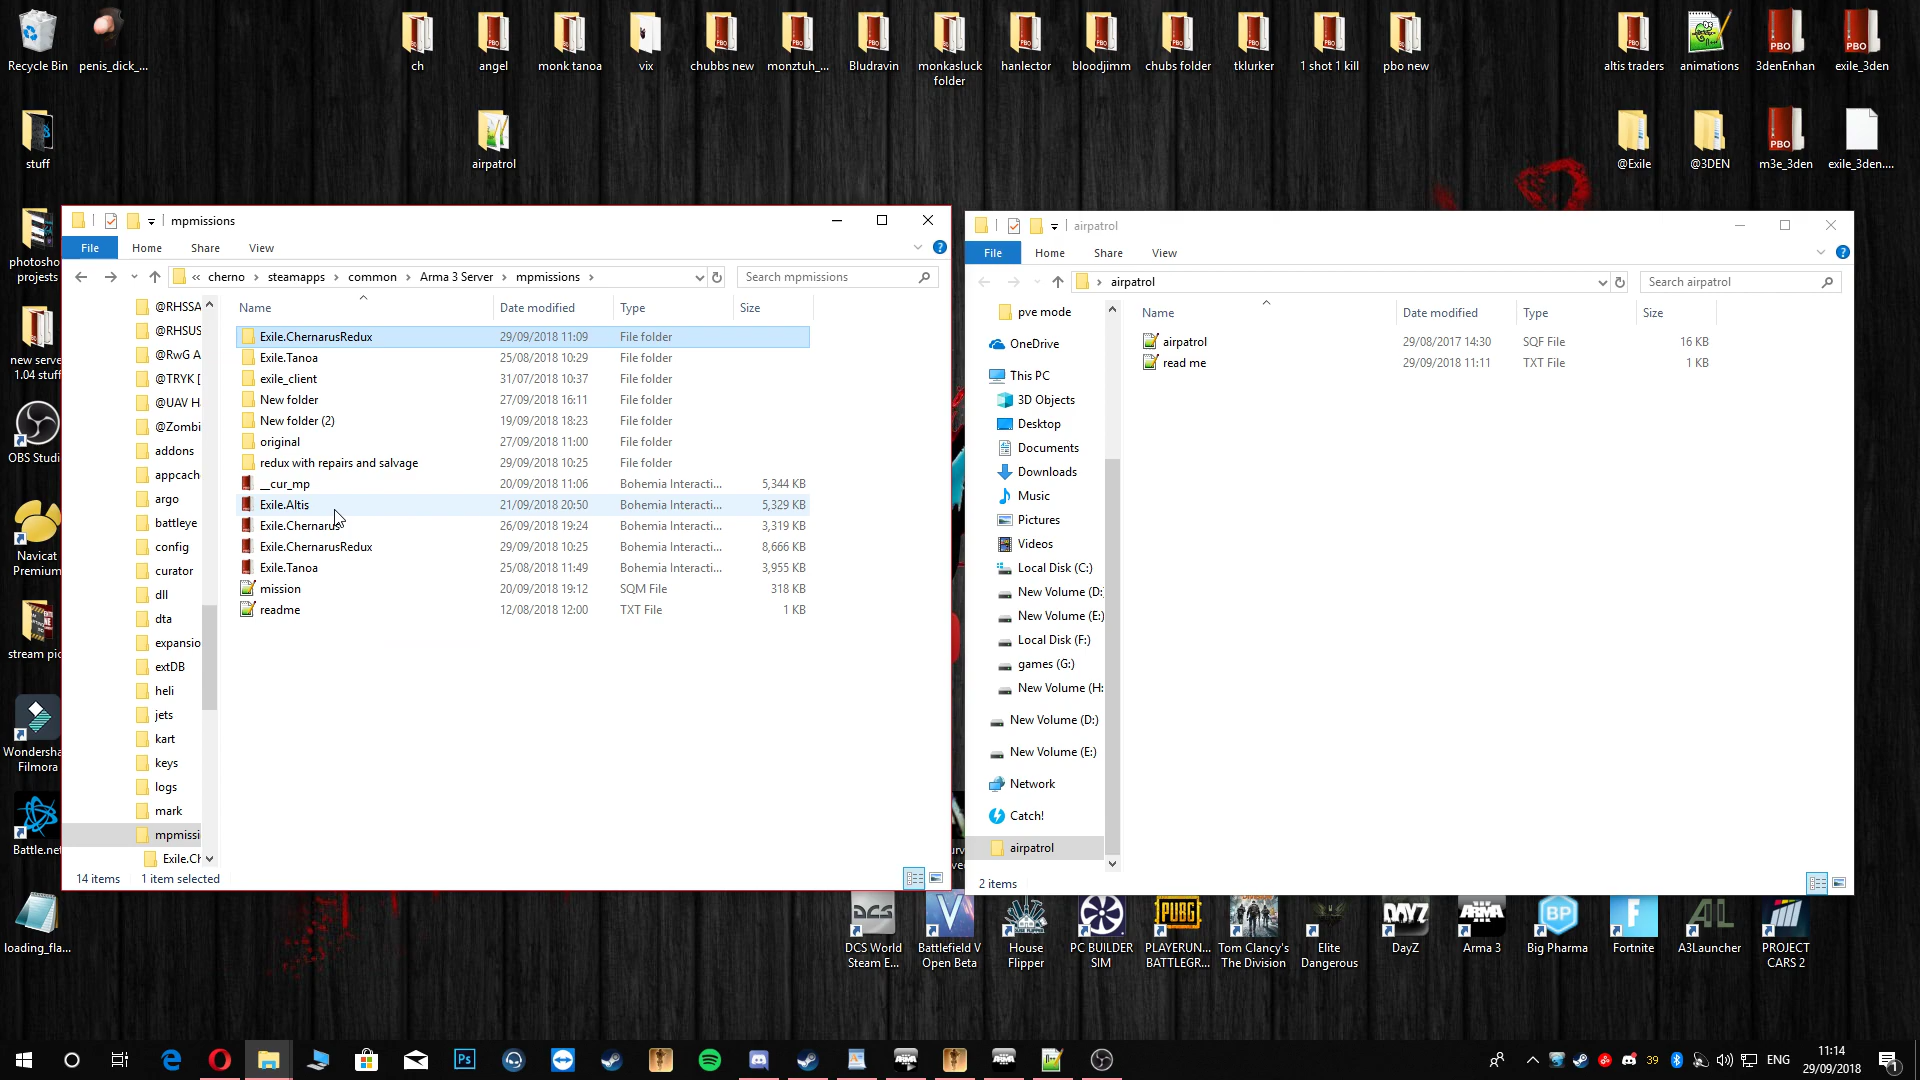 Recycle Bin
penis_dick_...
ch
angel
monk tanoa
vix
chubbs new
monztuh_...
Bludravin
monkasluck
folder
hanlector
bloodjimm
chubs folder
tklurker
1 shot 1 kill
pbo new
altis traders
animations
3denEnhan
exile_3den
stuff
airpatrol
@Exile
@3DEN
m3e_3den
exile_3den....
photosho
projests
new serve
1.04 stuff
OBS Studi
Navicat
Premium
stream pic
Wondersha
Filmora
Battle.net
loading_fla...
mpmissions
File
Home
Share
View
« cherno > steamapps > common > Arma 3 Server > mpmissions >
Search mpmissions
@RHSSA
@RHSUS
@RwG A
@TRYK [
@UAV H
@Zombi
addons
appcach
argo
battleye
config
curator
dll
dta
expansio
extDB
heli
jets
kart
keys
logs
mark
mpmissi
Exile.Ch
Name Date modified Type Size
Exile.ChernarusRedux 29/09/2018 11:09 File folder
Exile.Tanoa 25/08/2018 10:29 File folder
exile_client 31/07/2018 10:37 File folder
New folder 27/09/2018 16:11 File folder
New folder (2) 19/09/2018 18:23 File folder
original 27/09/2018 11:00 File folder
redux with repairs and salvage 29/09/2018 10:25 File folder
__cur_mp 20/09/2018 11:06 Bohemia Interacti... 5,344 KB
Exile.Altis 21/09/2018 20:50 Bohemia Interacti... 5,329 KB
Exile.Chernarus 26/09/2018 19:24 Bohemia Interacti... 3,319 KB
Exile.ChernarusRedux 29/09/2018 10:25 Bohemia Interacti... 8,666 KB
Exile.Tanoa 25/08/2018 11:49 Bohemia Interacti... 3,955 KB
mission 20/09/2018 19:12 SQM File 318 KB
readme 12/08/2018 12:00 TXT File 1 KB
14 items 1 item selected
airpatrol
File
Home
Share
View
> airpatrol
Search airpatrol
pve mode
OneDrive
This PC
3D Objects
Desktop
Documents
Downloads
Music
Pictures
Videos
Local Disk (C:)
New Volume (D:
New Volume (E:)
Local Disk (F:)
games (G:)
New Volume (H:
New Volume (D:)
New Volume (E:)
Network
Catch!
airpatrol
Name Date modified Type Size
airpatrol 29/08/2017 14:30 SQF File 16 KB
read me 29/09/2018 11:11 TXT File 1 KB
2 items
DCS World
Steam E...
Battlefield V
Open Beta
House
Flipper
PC BUILDER
SIM
PLAYERUN...
BATTLEGR...
Tom Clancy's
The Division
Elite
Dangerous
DayZ
Arma 3
Big Pharma
Fortnite
A3Launcher
PROJECT
CARS 2
39
ENG
11:14
29/09/2018